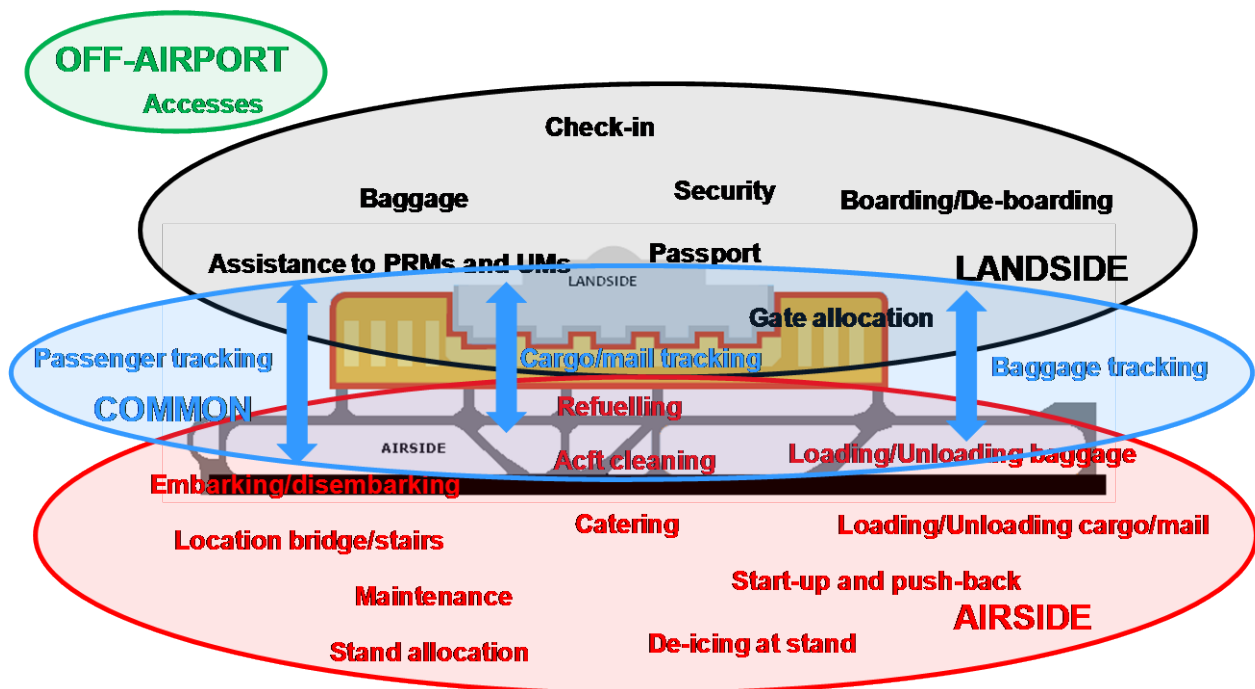 OFF-AIRPORT
Accesses
Check-in
Baggage
Security
Boarding/De-boarding
Assistance to PRMs and UMs
Passport
LANDSIDE
LANDSIDE
Gate allocation
Passenger tracking
Cargo/mail tracking
Baggage tracking
COMMON
Refuelling
AIRSIDE
Acft cleaning
Loading/Unloading baggage
Embarking/disembarking
Location bridge/stairs
Catering
Loading/Unloading cargo/mail
Maintenance
Start-up and push-back
AIRSIDE
Stand allocation
De-icing at stand